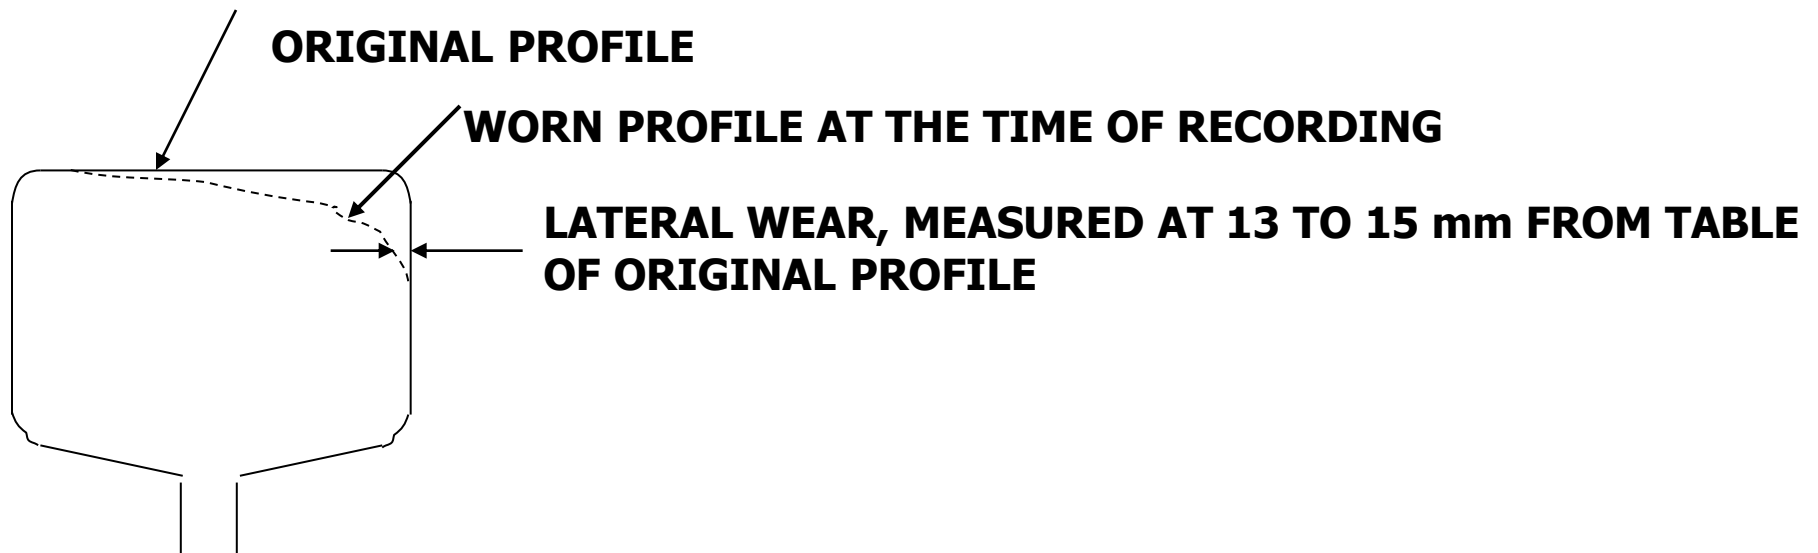 ORIGINAL PROFILE
WORN PROFILE AT THE TIME OF RECORDING
LATERAL WEAR, MEASURED AT 13 TO 15 mm FROM TABLE
OF ORIGINAL PROFILE